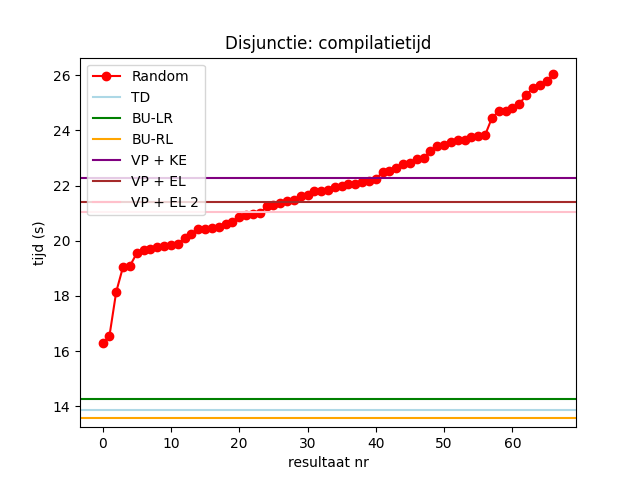 Disjunctie: compilatietijd
Random
TD
BU-LR
BU-RL
VP + KE
VP + EL
VP + EL 2
tijd (s)
26
24
22
20
18
16
14
0 10 20 30 40 50 60
resultaat nr